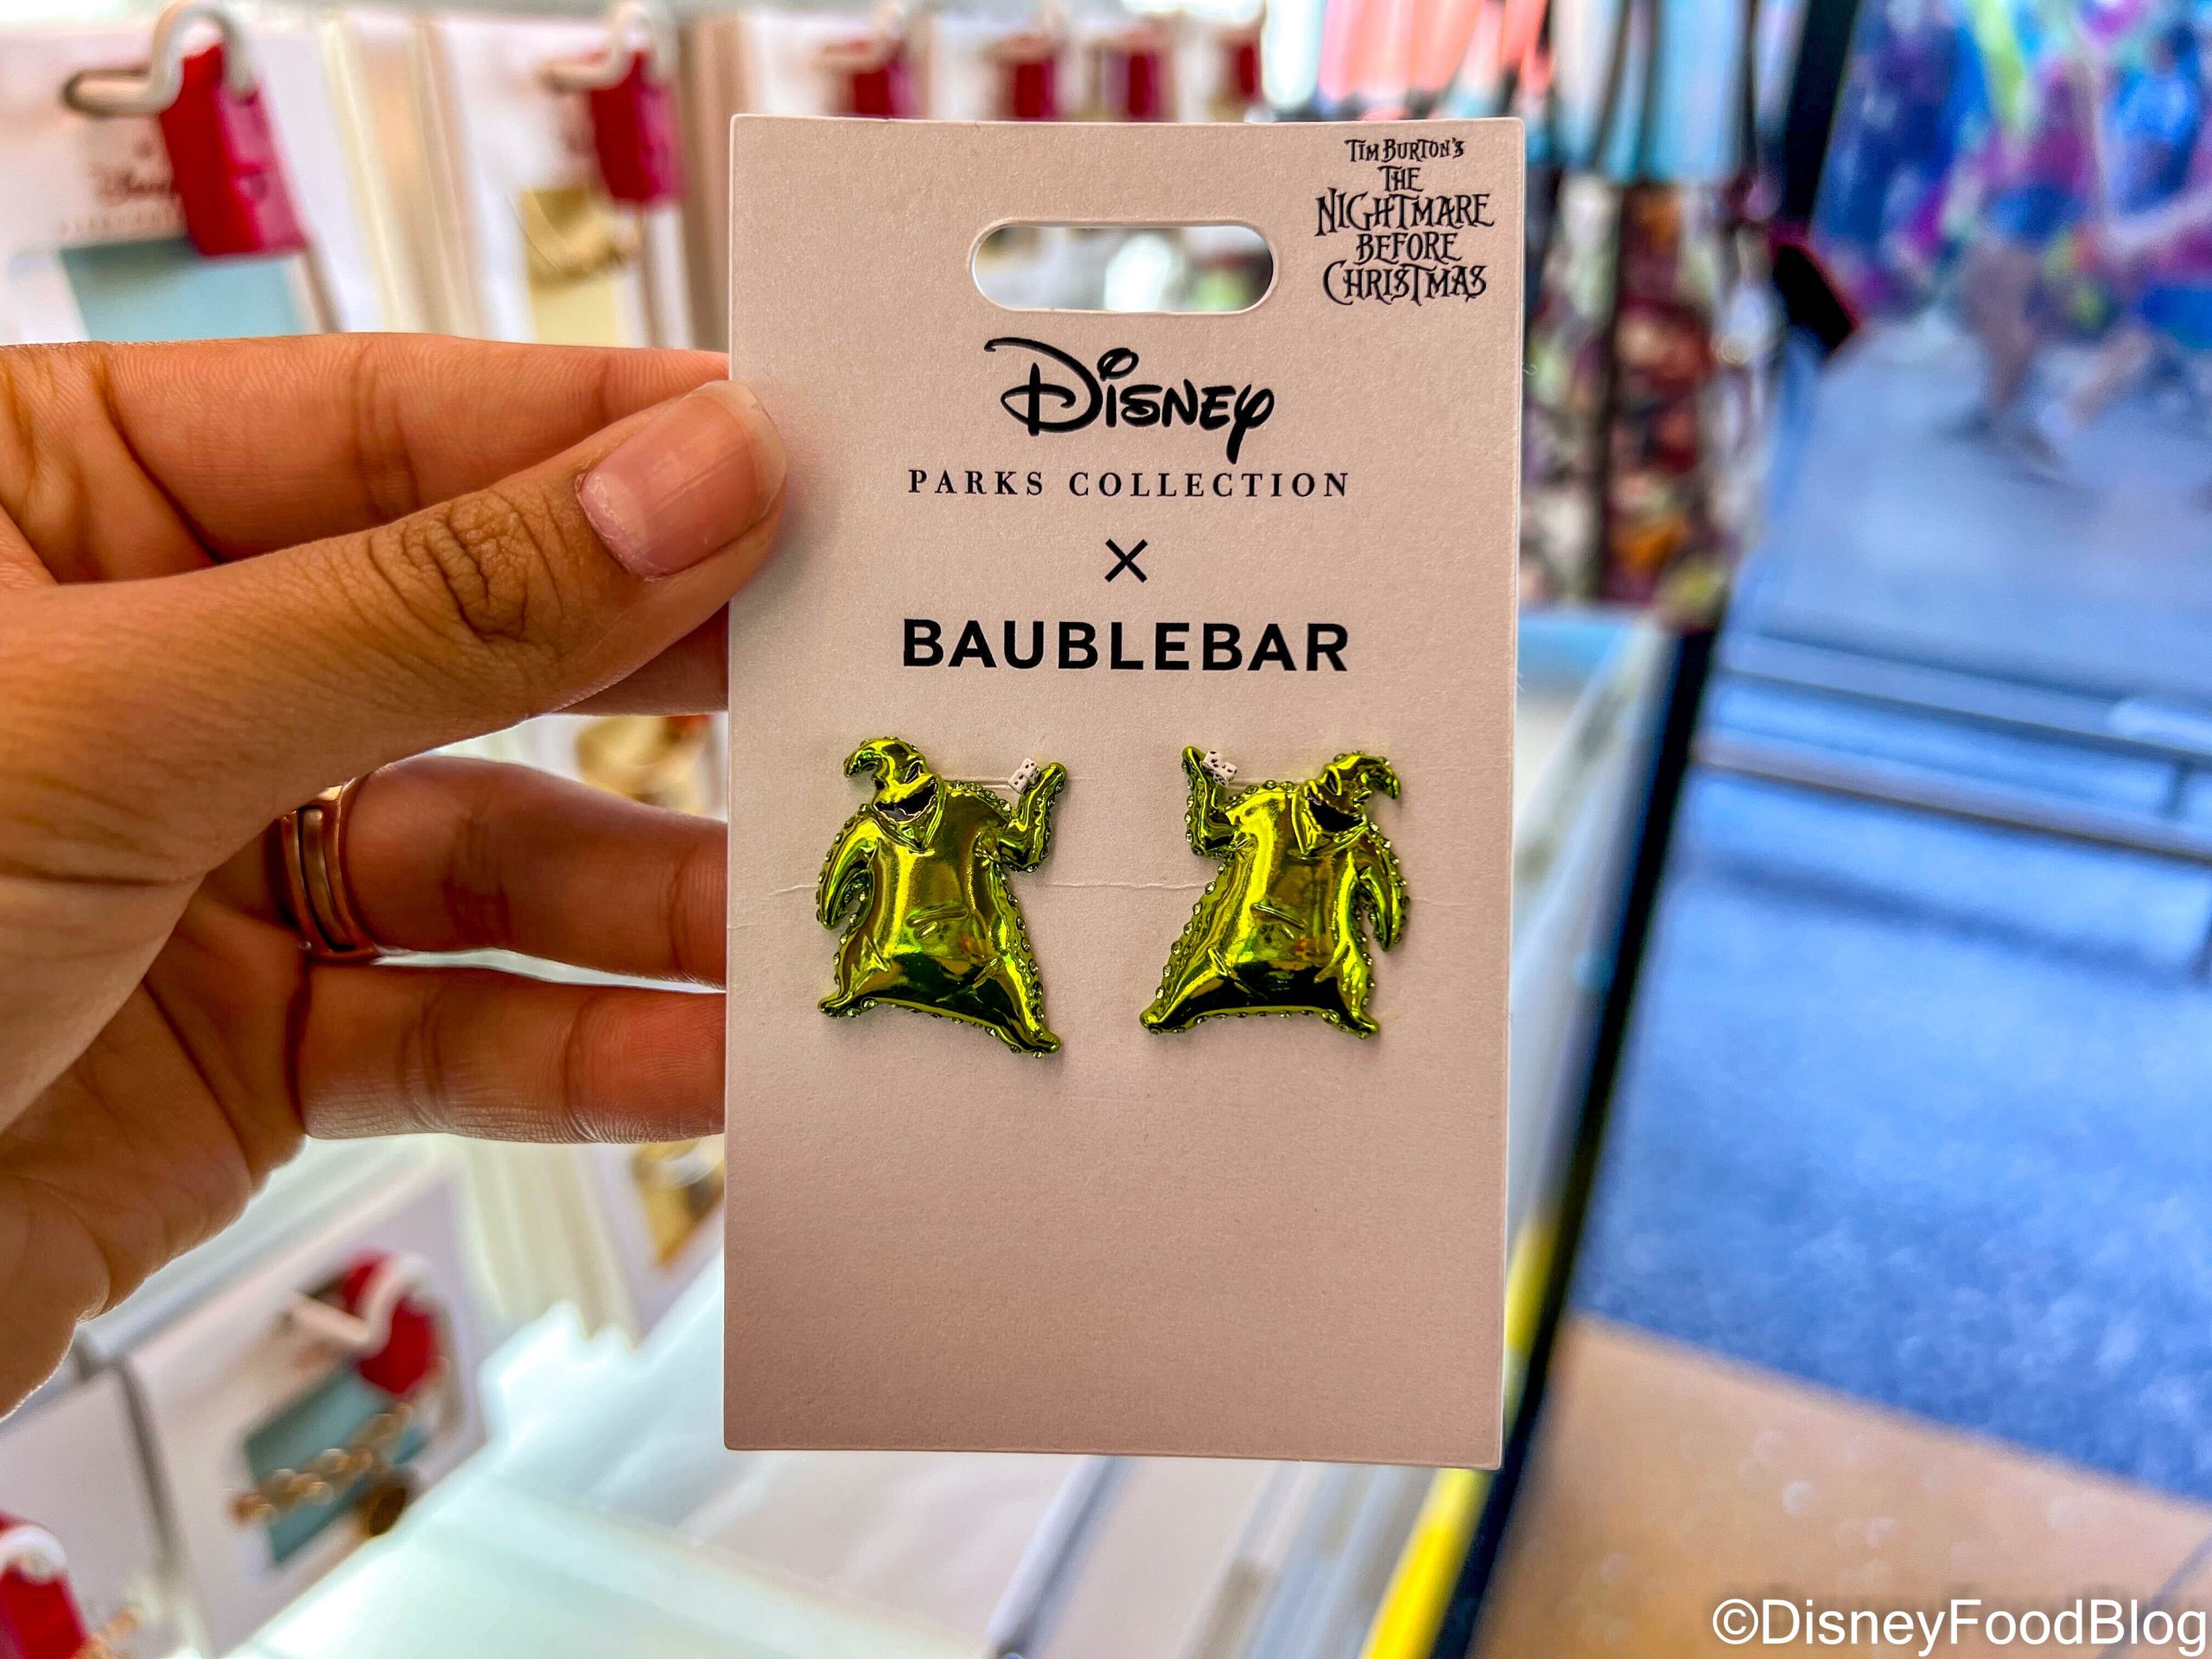 TIM BURTON'S
THE
NIGHTMARE
BEFORE
CHRISTMAS
Disney
PARKS COLLECTION
×
BAUBLEBAR
©DisneyFoodBlog